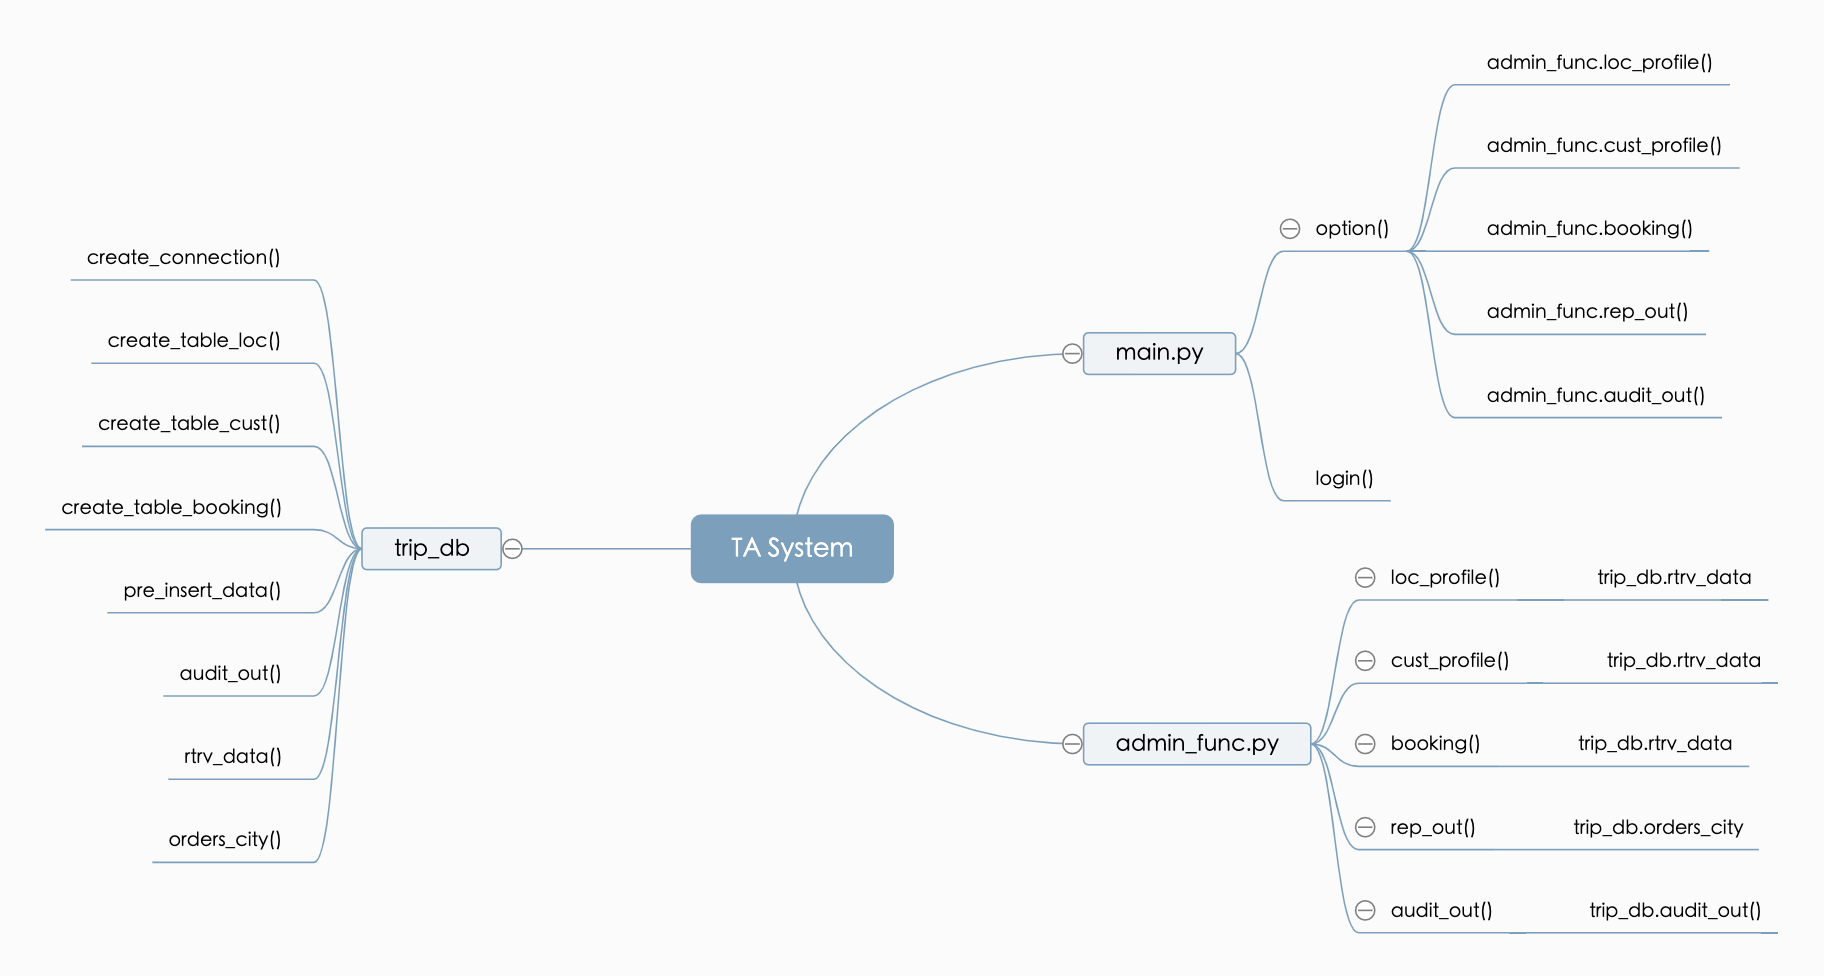 TA System
main.py
option()
admin_func.loc_profile()
admin_func.cust_profile()
admin_func.booking()
admin_func.rep_out()
admin_func.audit_out()
login()
admin_func.py
loc_profile()
trip_db.rtrv_data
cust_profile()
trip_db.rtrv_data
booking()
trip_db.rtrv_data
rep_out()
trip_db.orders_city
audit_out()
trip_db.audit_out()
trip_db
create_connection()
create_table_loc()
create_table_cust()
create_table_booking()
pre_insert_data()
audit_out()
rtrv_data()
orders_city()